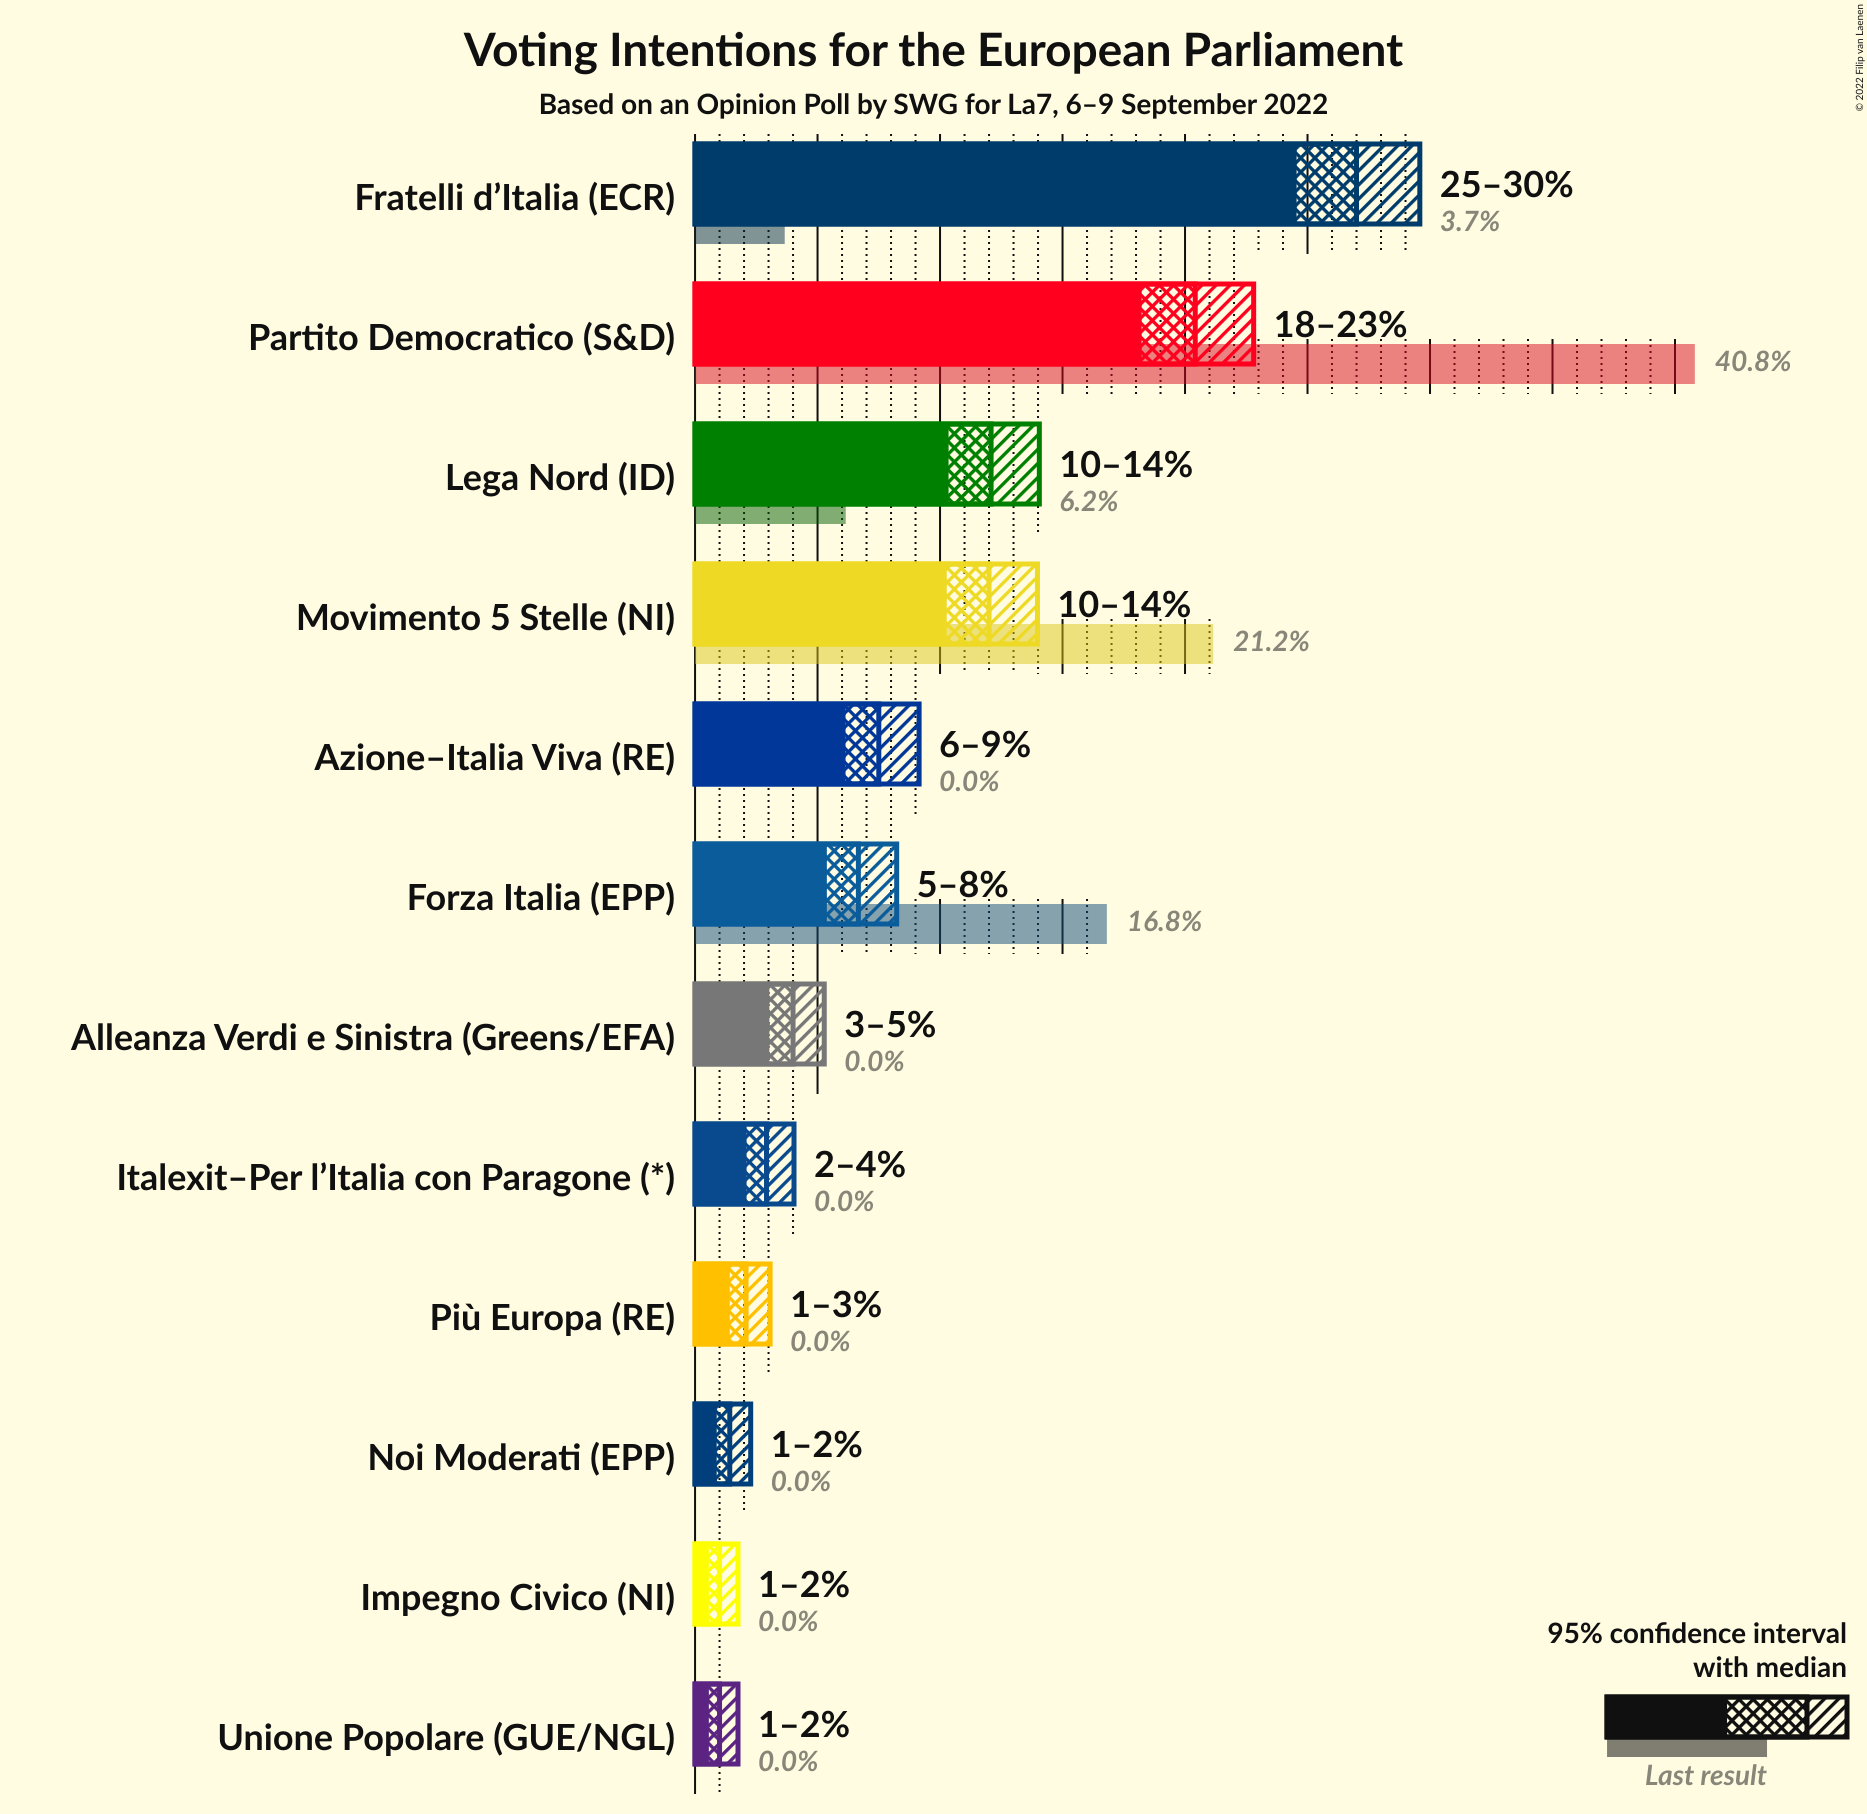 Voting Intentions for the European Parliament
Based on an Opinion Poll by SWG for La7, 6–9 September 2022
© 2022 Filip van Laenen
Fratelli d’Italia (ECR)
25–30%
3.7%
Partito Democratico (S&D)
18–23%
40.8%
Lega Nord (ID)
10–14%
6.2%
Movimento 5 Stelle (NI)
10–14%
21.2%
Azione–Italia Viva (RE)
6–9%
0.0%
Forza Italia (EPP)
5–8%
16.8%
Alleanza Verdi e Sinistra (Greens/EFA)
3–5%
0.0%
Italexit–Per l’Italia con Paragone (*)
2–4%
0.0%
Più Europa (RE)
1–3%
0.0%
Noi Moderati (EPP)
1–2%
0.0%
Impegno Civico (NI)
1–2%
0.0%
Unione Popolare (GUE/NGL)
1–2%
0.0%
95% confidence interval
with median
Last result